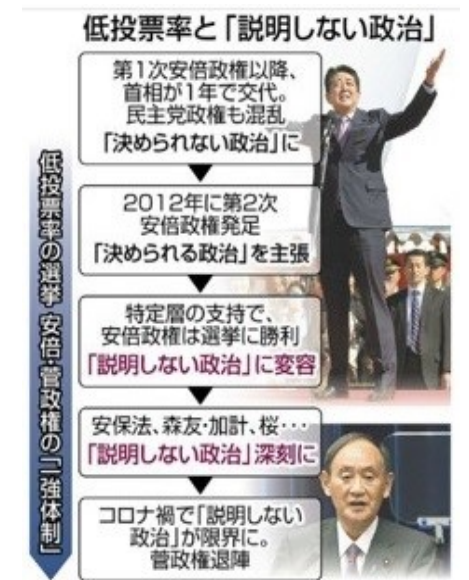 低投票率と「説明しない政治」
第1次安倍政権以降、
首相が1年で交代。
民主党政権も混乱
「決められない政治」に
2012年に第2次
安倍政権発足
「決められる政治」を主張
特定層の支持で、
安倍政権は選挙に勝利
「説明しない政治」に変容
安保法、森友・加計、桜・・・
「説明しない政治」深刻に
コロナ禍で「説明しない
政治」が限界に。
菅政権退陣
低投票率の選挙 安倍・菅政権の「一強体制」